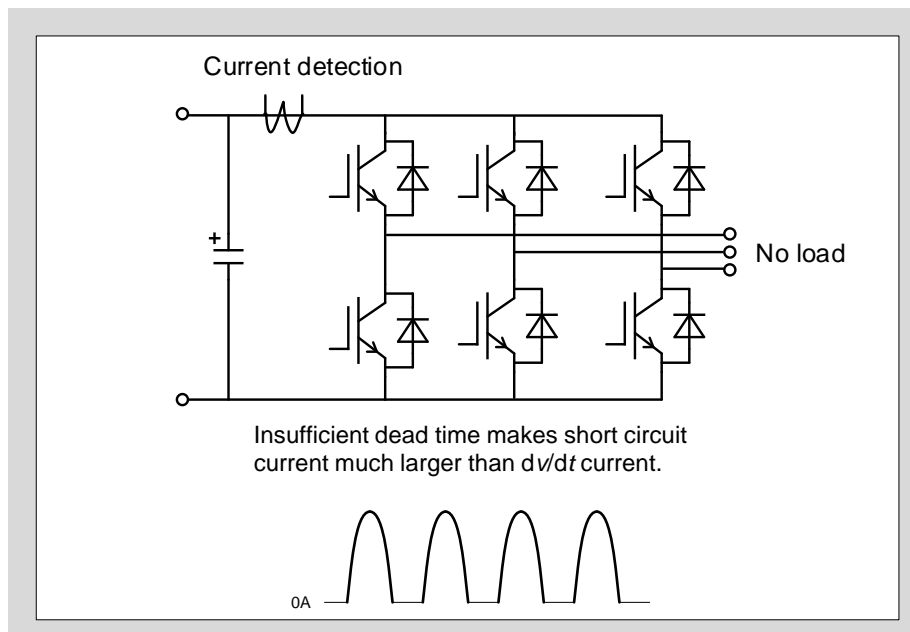 Current detection
+
No load
Insufficient dead time makes short circuit
current much larger than dv/dt current.
0A